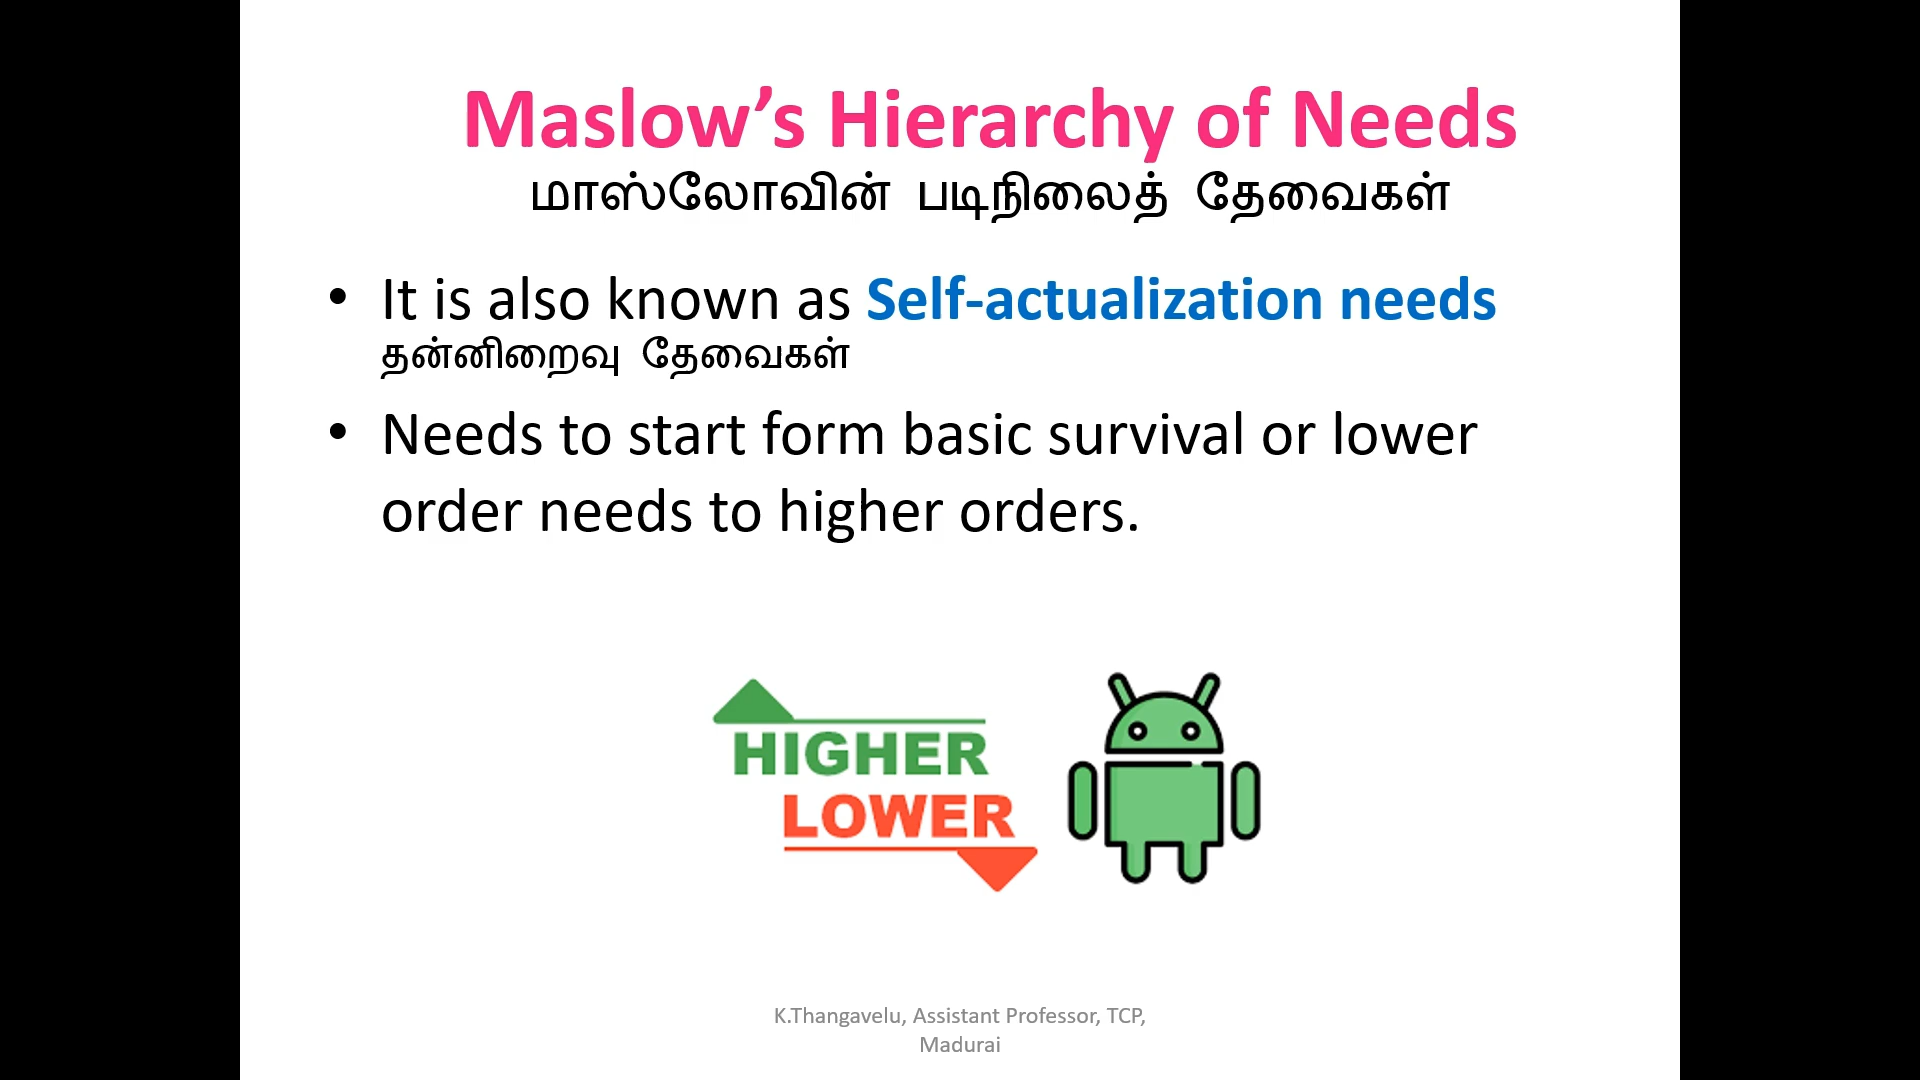 Maslow’s Hierarchy of Needs
மாஸ்லோவின் படிநிலைத் தேவைகள்
• It is also known as Self-actualization needs
தன்னிறைவு தேவைகள்
• Needs to start form basic survival or lower
order needs to higher orders.
HIGHER
LOWER
K.Thangavelu, Assistant Professor, TCP,
Madurai